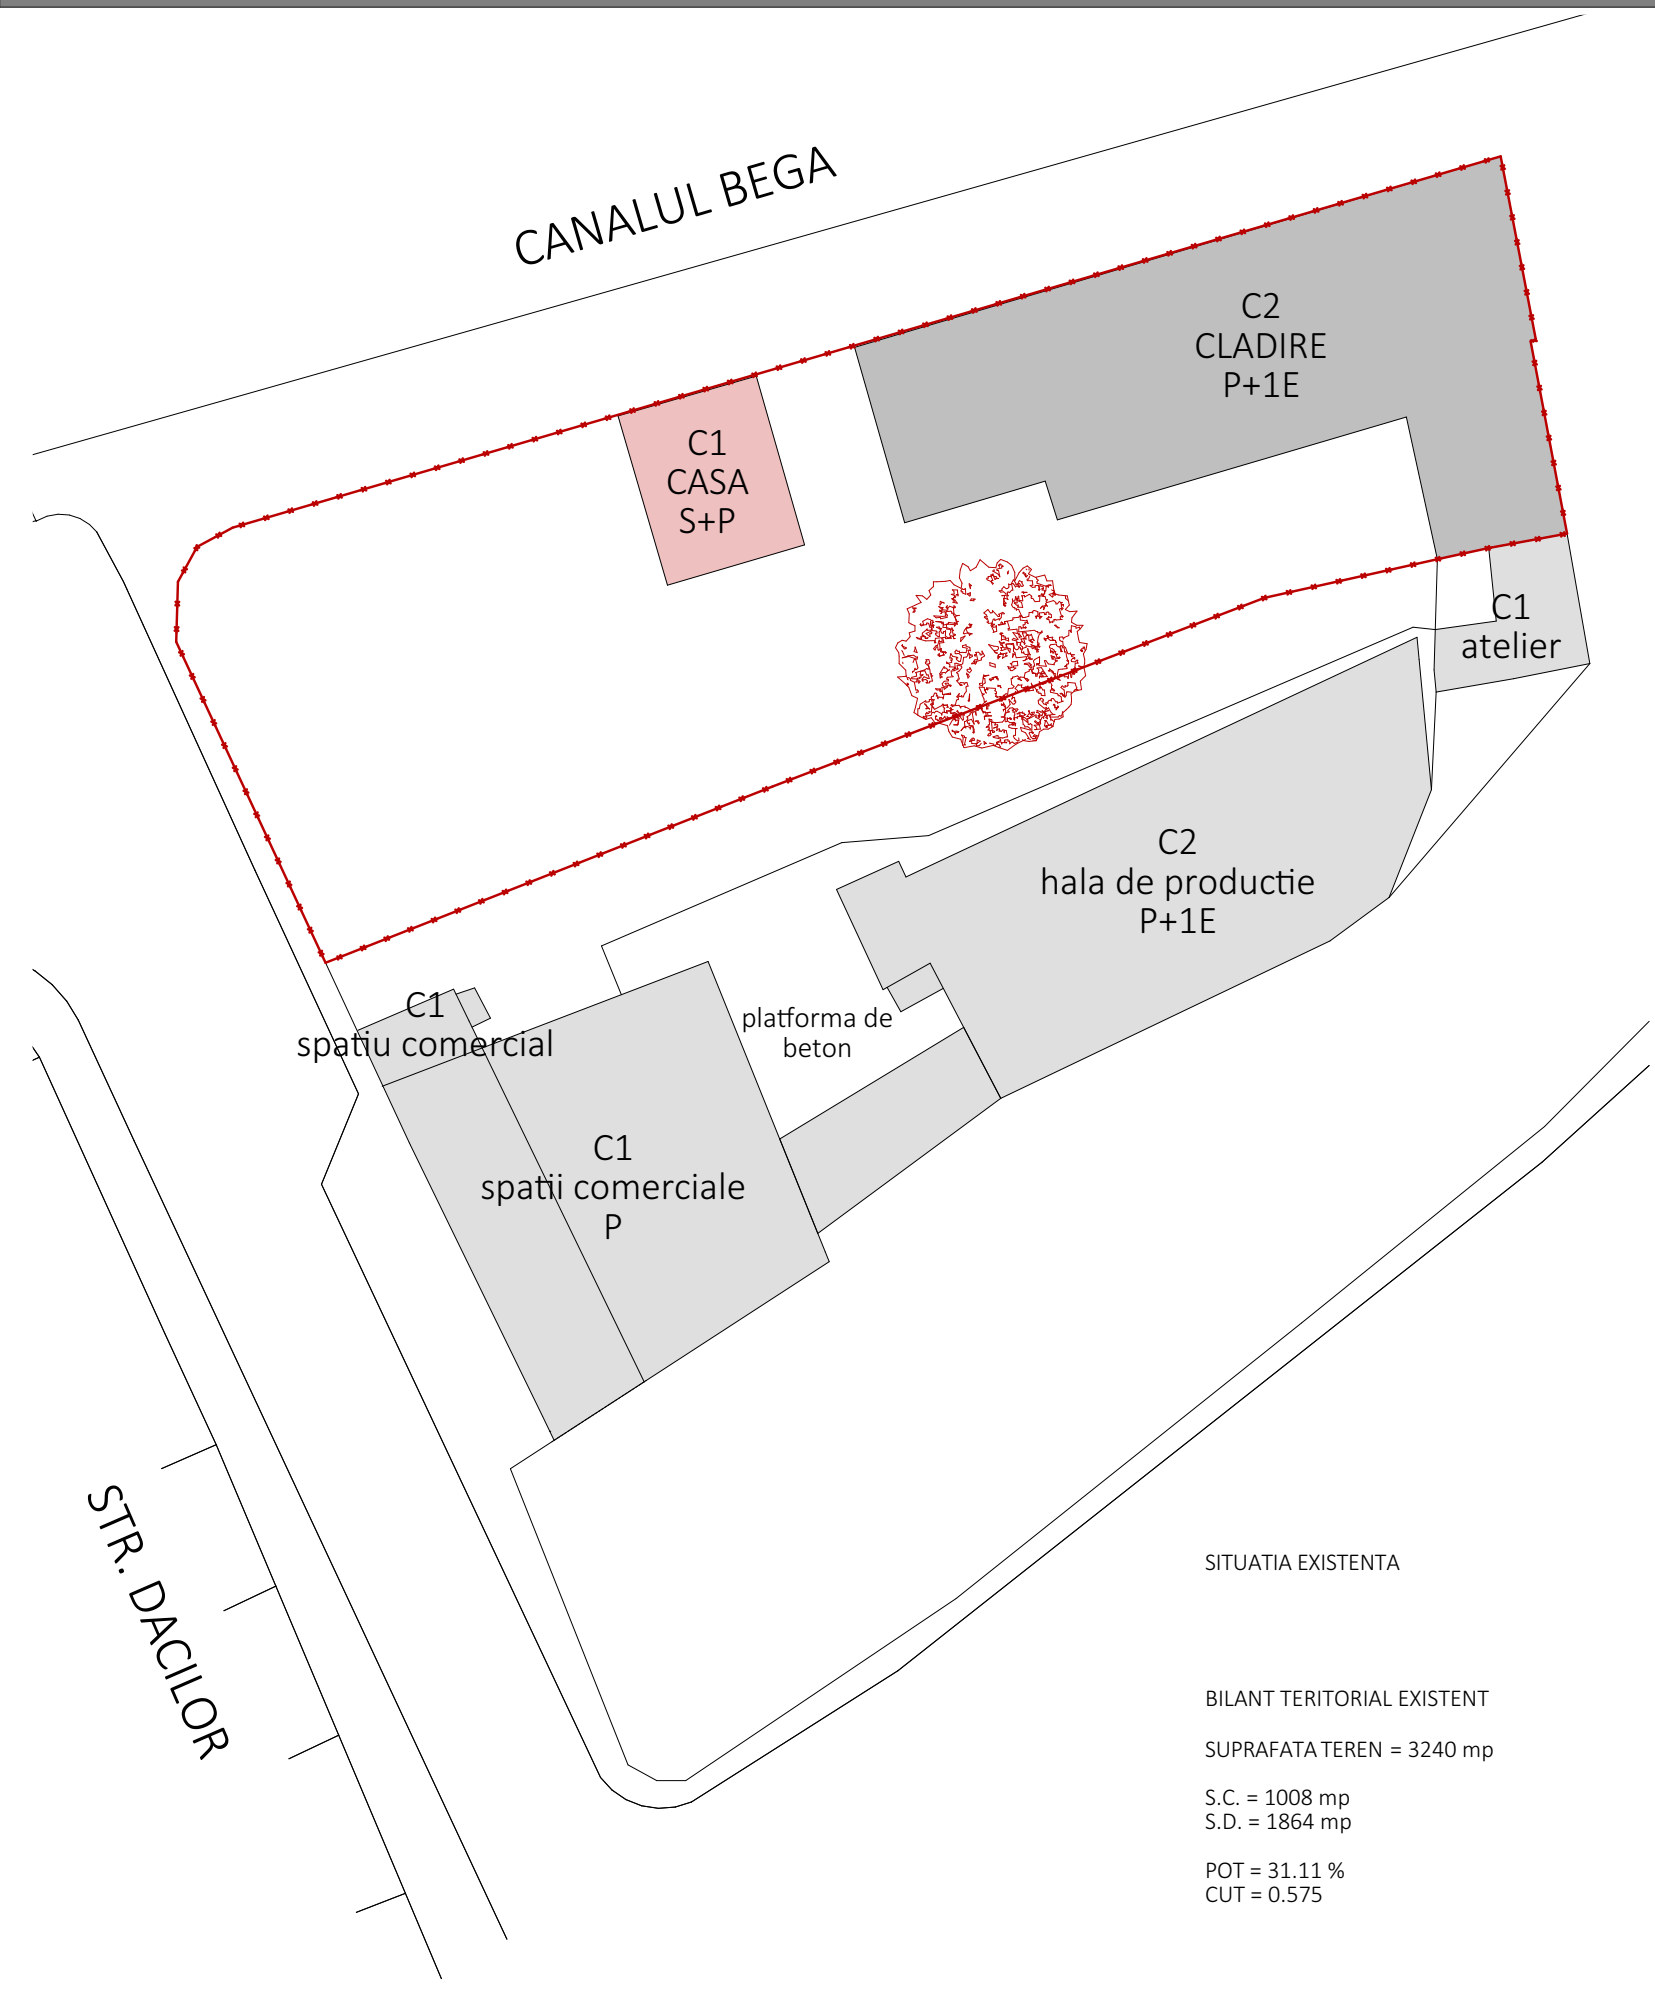 CANALUL BEGA
C2
CLADIRE
P+1E
C1
CASA
S+P
C1
atelier
C2
hala de productie
P+1E
C1
spatiu comercial
platforma de
beton
C1
spatii comerciale
P
STR. DACILOR
SITUATIA EXISTENTA
BILANT TERITORIAL EXISTENT
SUPRAFATA TEREN = 3240 mp
S.C. = 1008 mp
S.D. = 1864 mp
POT = 31.11 %
CUT = 0.575